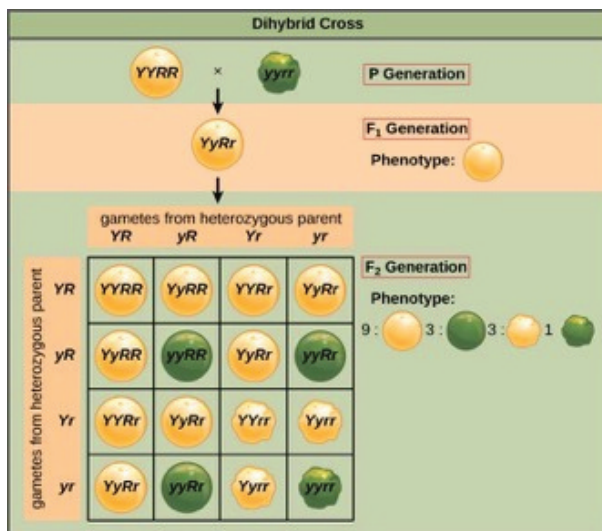 Dihybrid Cross
YYRR × yyrr P Generation
YyRr
F₁ Generation
Phenotype:
gametes from heterozygous parent
YR yR Yr yr
gametes from heterozygous parent
YR YYRR YyRR YYRr YyRr
yR YyRR yyRR YyRr yyRr
Yr YYRr YyRr YYrr Yyrr
yr YyRr yyRr Yyrr yyrr
F₂ Generation
Phenotype:
9 : 3 : 3 : 1